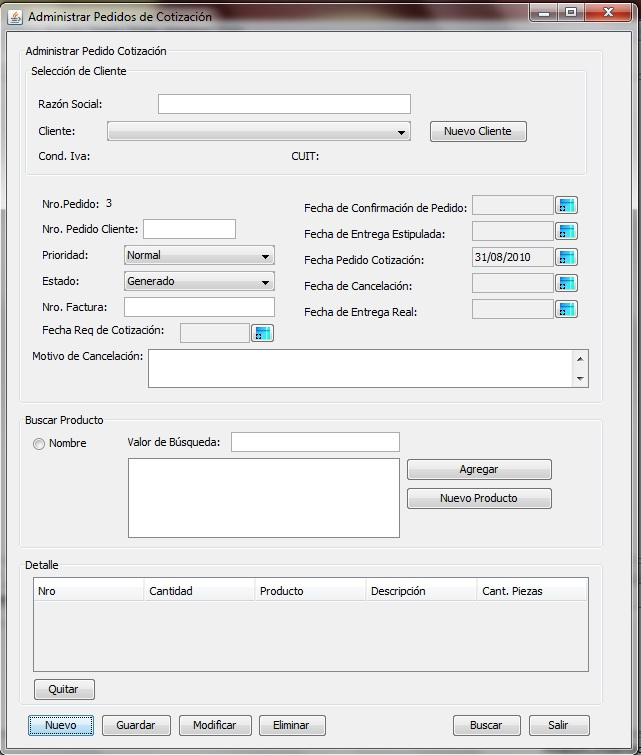 Administrar Pedidos de Cotización
Administrar Pedido Cotización
Selección de Cliente
Razón Social:
Cliente:
Nuevo Cliente
Cond. Iva: CUIT:
Nro.Pedido: 3
Nro. Pedido Cliente:
Prioridad: Normal
Estado: Generado
Nro. Factura:
Fecha Req de Cotización:
Fecha de Confirmación de Pedido:
Fecha de Entrega Estipulada:
Fecha Pedido Cotización: 31/08/2010
Fecha de Cancelación:
Fecha de Entrega Real:
Motivo de Cancelación:
Buscar Producto
Nombre Valor de Búsqueda:
Agregar
Nuevo Producto
Detalle
Nro Cantidad Producto Descripción Cant. Piezas
Quitar
Nuevo Guardar Modificar Eliminar Buscar Salir